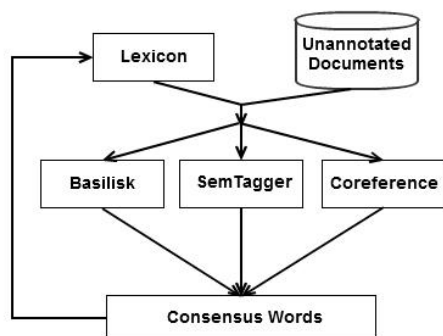 Lexicon
Unannotated
Documents
Basilisk
SemTagger
Coreference
Consensus Words